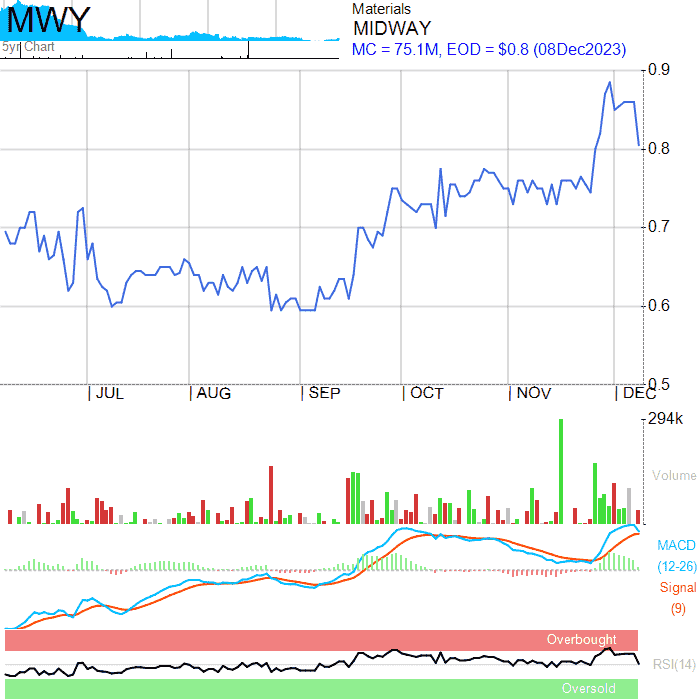 MWY
5yr Chart
Materials
MIDWAY
MC = 75.1M, EOD = $0.8 (08Dec2023)
0.9
0.8
0.7
0.6
0.5
JUL AUG SEP OCT NOV DEC
294k
Volume
MACD
(12-26)
Signal
(9)
Overbought
RSI(14)
Oversold